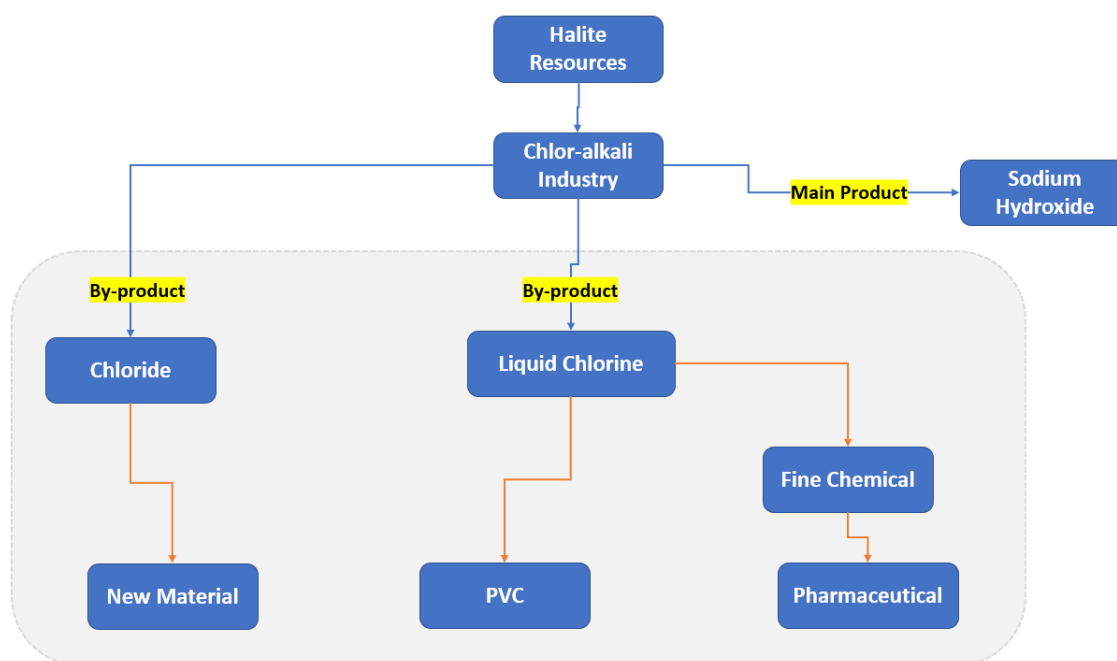 Halite
Resources
Chlor-alkali
Industry
Main Product
Sodium
Hydroxide
By-product
By-product
Chloride
Liquid Chlorine
Fine Chemical
New Material
PVC
Pharmaceutical